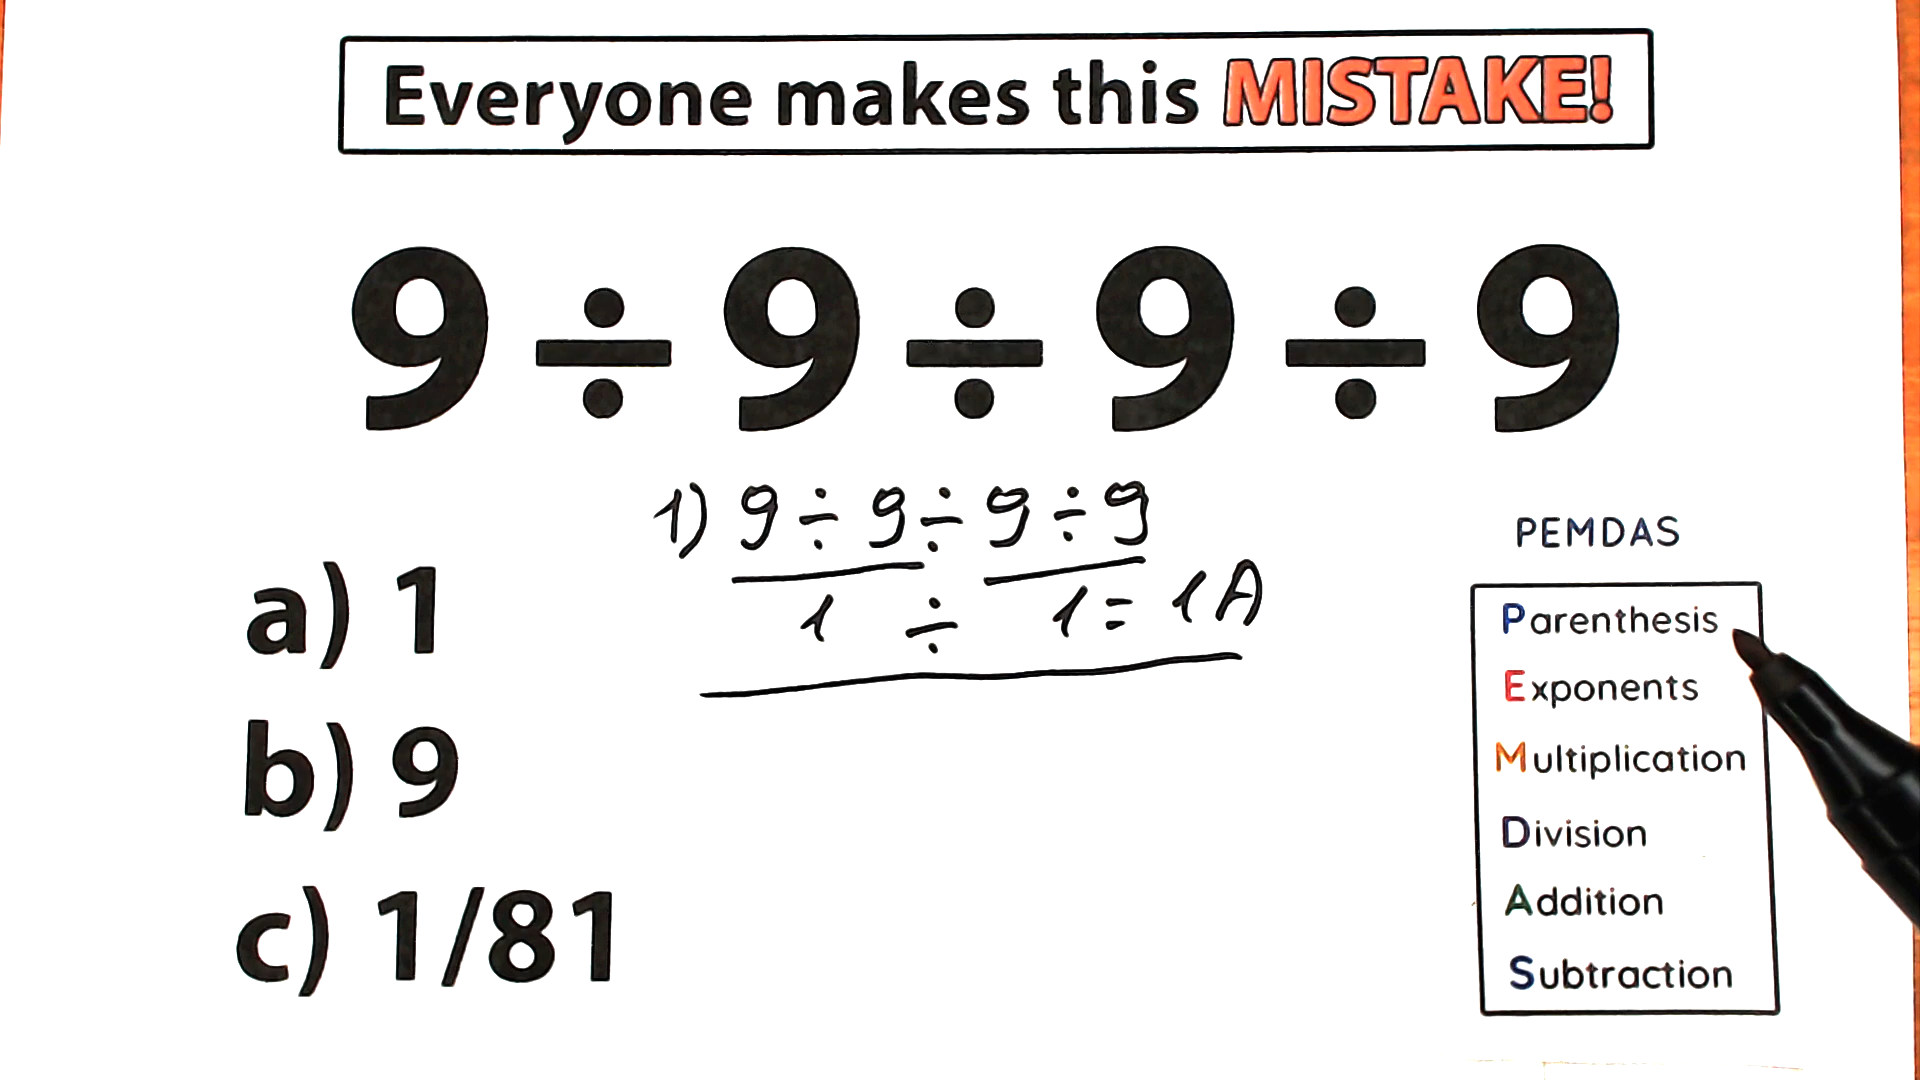 Everyone makes this MISTAKE!
9÷9÷9÷9
1) 9÷9÷9÷9
1 ÷ 1 = 1 A
a) 1
b) 9
c) 1/81
PEMDAS
Parenthesis
Exponents
Multiplication
Division
Addition
Subtraction